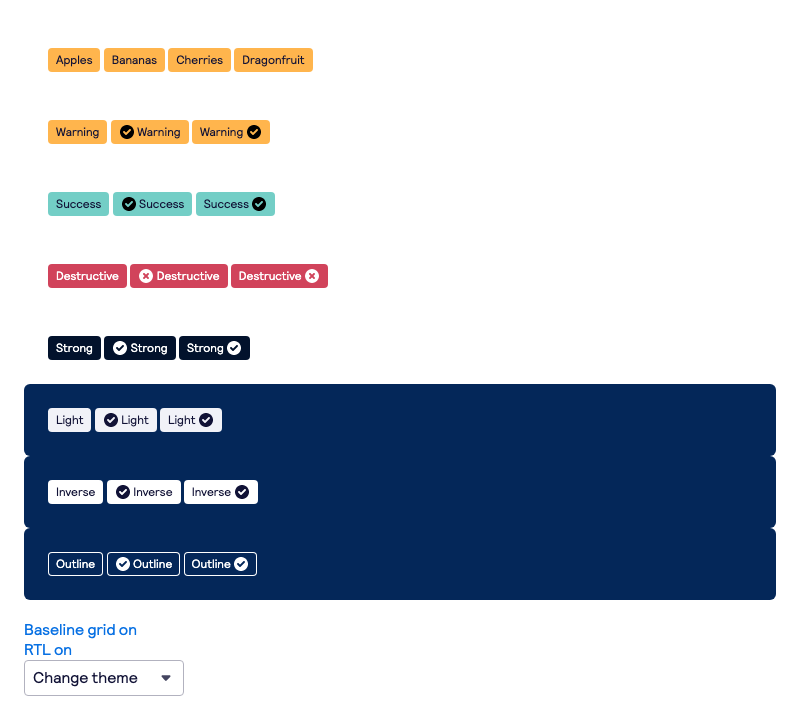 Apples Bananas Cherries Dragonfruit
Warning Warning Warning
Success Success Success
Destructive Destructive Destructive
Strong Strong Strong
Light Light Light
Inverse Inverse Inverse
Outline Outline Outline
Baseline grid on
RTL on
Change theme